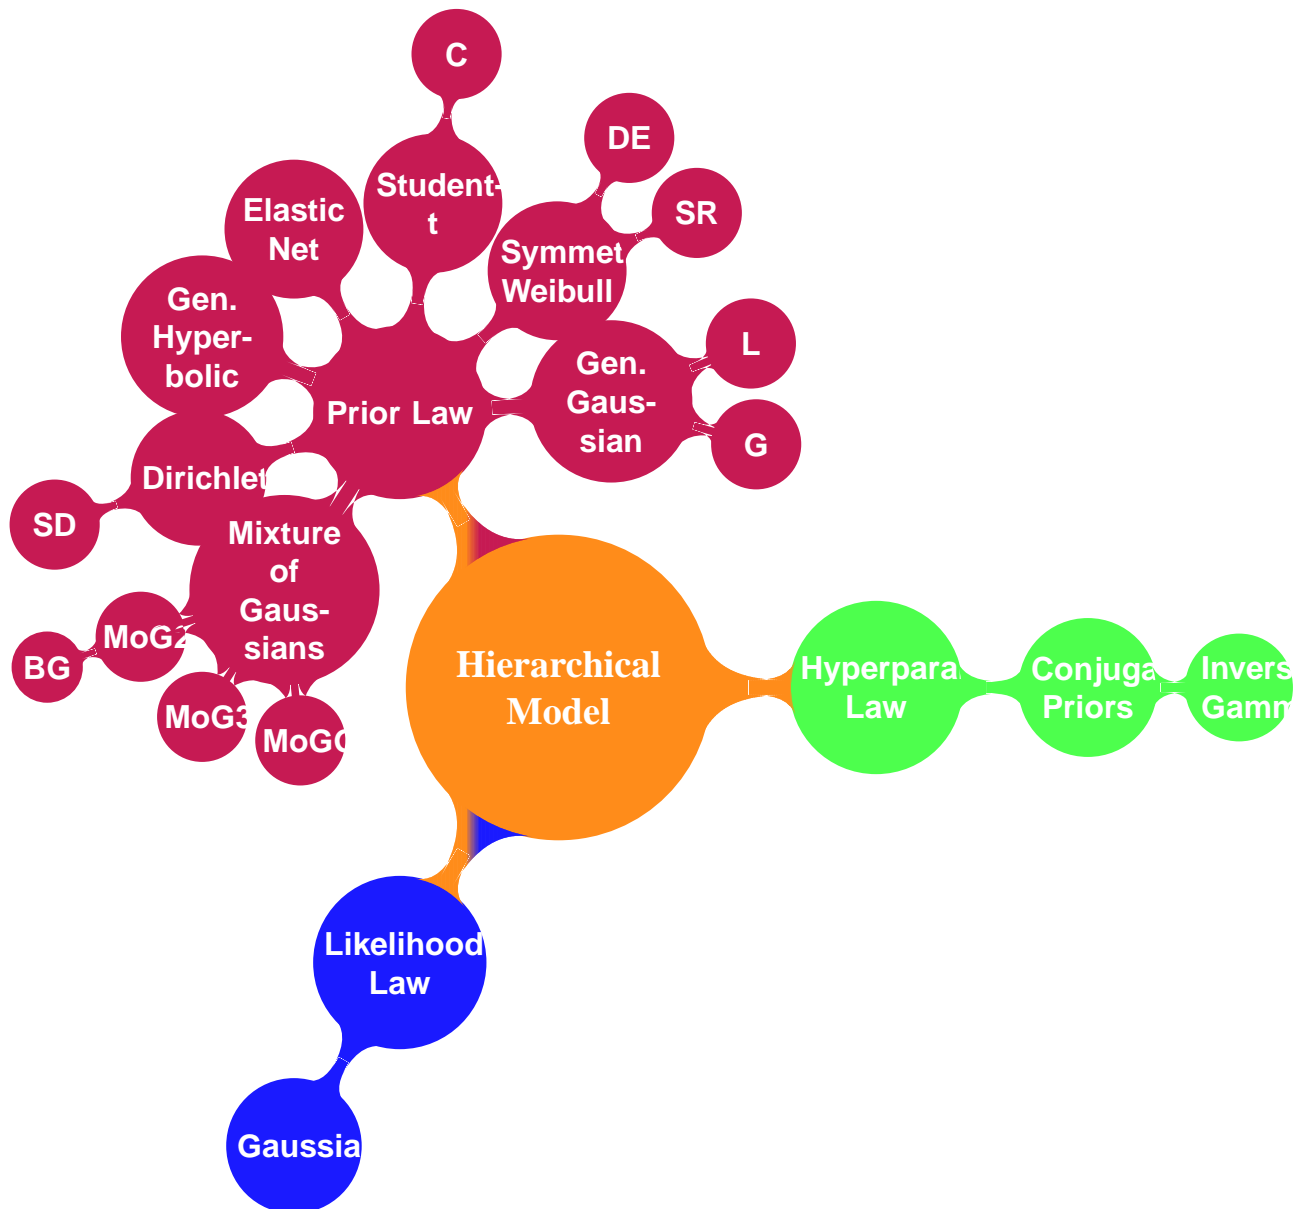 C
DE
SR
Student-
t
Elastic
Net
Symmet
Weibull
Gen.
Hyper-
bolic
Gen.
Gaus-
sian
L
G
Prior Law
Dirichlet
SD
Mixture
of
Gaus-
sians
MoG2
BG
MoG3
MoGG
Hierarchical
Model
Hyperpara
Law
Conjuga
Priors
Invers
Gamm
Likelihood
Law
Gaussia